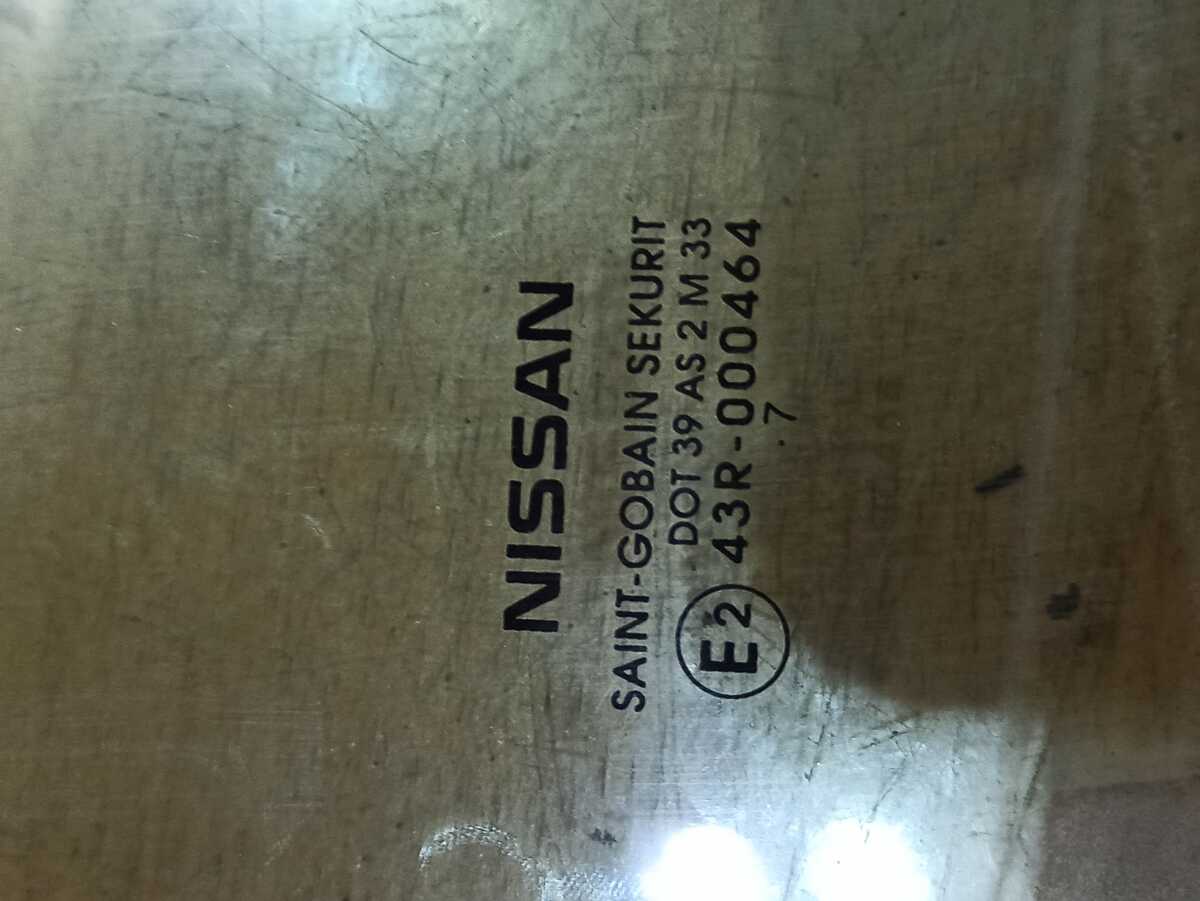 NISSAN
SAINT-GOBAIN SEKURIT
DOT 39 AS 2 M 33
E2 43R-000464
.7